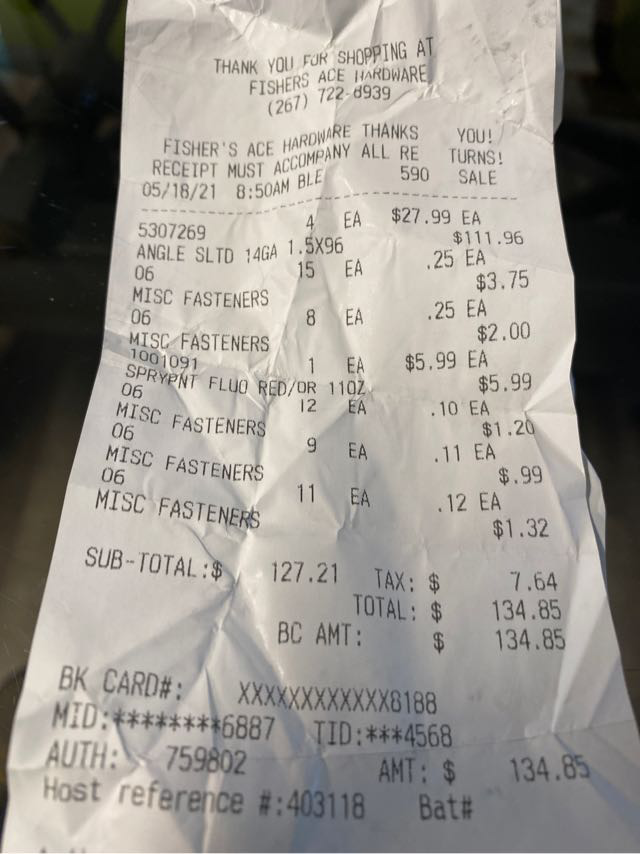 THANK YOU FOR SHOPPING AT
FISHERS ACE HARDWARE
(267) 722-8939
FISHER'S ACE HARDWARE THANKS YOU!
RECEIPT MUST ACCOMPANY ALL RE TURNS!
05/18/21 8:50AM BLE 590 SALE
5307269 4 EA $27.99 EA
ANGLE SLTD 14GA 1.5X96 $111.96
06 15 EA .25 EA
MISC FASTENERS $3.75
06 8 EA .25 EA
MISC FASTENERS $2.00
1001091 1 EA $5.99 EA
SPRYPNT FLUO RED/OR 11OZ $5.99
06 12 EA .10 EA
MISC FASTENERS $1.20
06 9 EA .11 EA
MISC FASTENERS $.99
06 11 EA .12 EA
MISC FASTENERS $1.32
SUB-TOTAL:$ 127.21 TAX: $ 7.64
TOTAL: $ 134.85
BC AMT: $ 134.85
BK CARD#: XXXXXXXXXXXX8188
MID:********6887 TID:***4568
AUTH: 759802 AMT: $ 134.85
Host reference #:403118 Bat#